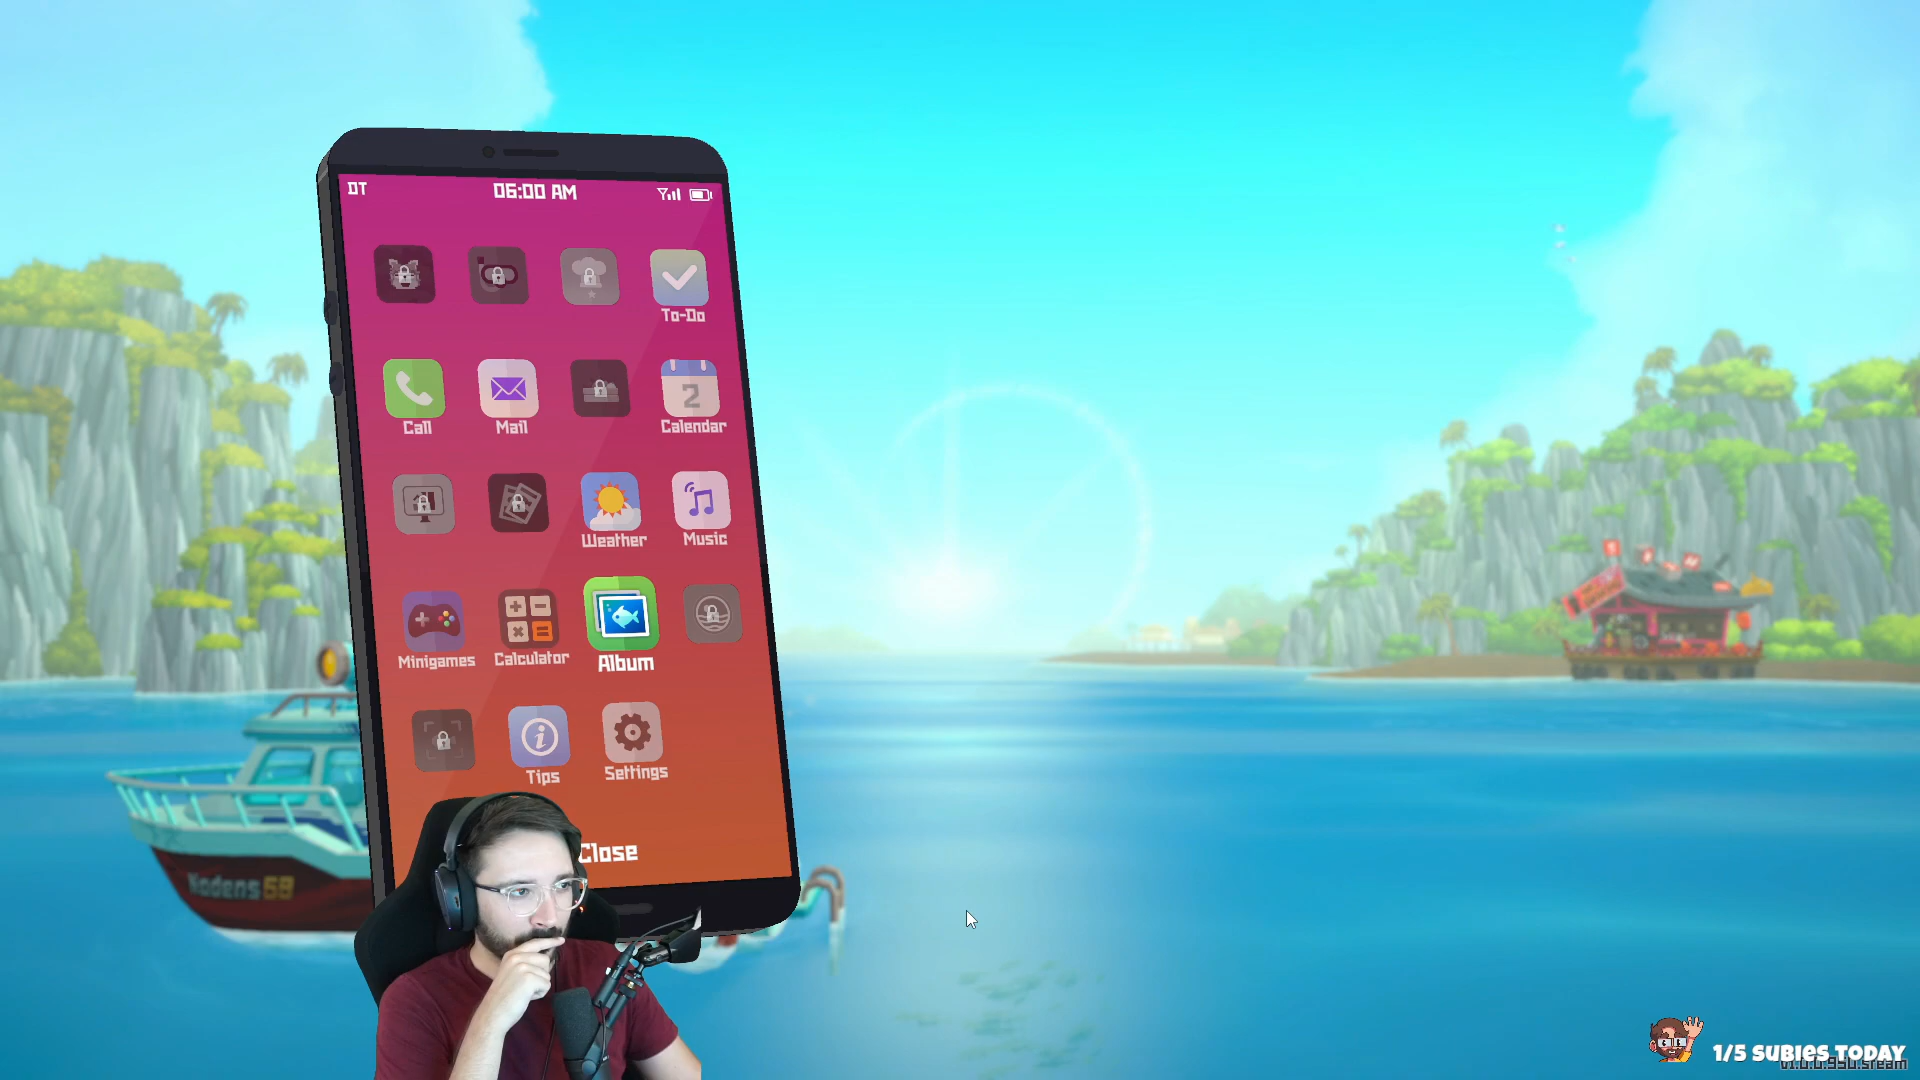 DT
06:00 AM
To-Do
Call
Mail
2
Calendar
Weather
Music
Minigames
Calculator
Album
Tips
Settings
Close
Kodens 68
1/5 SUBIES TODAY